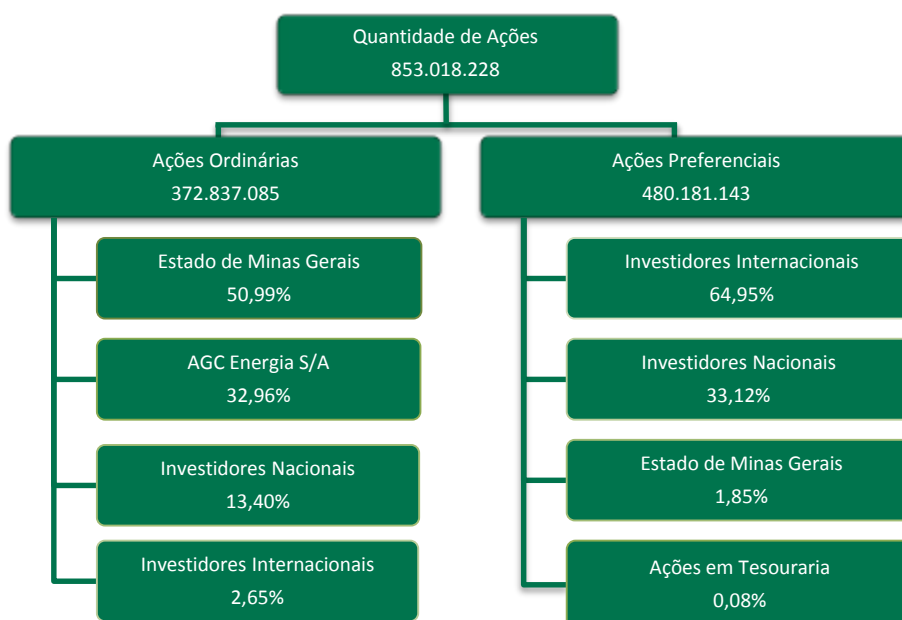 Quantidade de Ações
853.018.228
Ações Ordinárias
372.837.085
Estado de Minas Gerais
50,99%
AGC Energia S/A
32,96%
Investidores Nacionais
13,40%
Investidores Internacionais
2,65%
Ações Preferenciais
480.181.143
Investidores Internacionais
64,95%
Investidores Nacionais
33,12%
Estado de Minas Gerais
1,85%
Ações em Tesouraria
0,08%